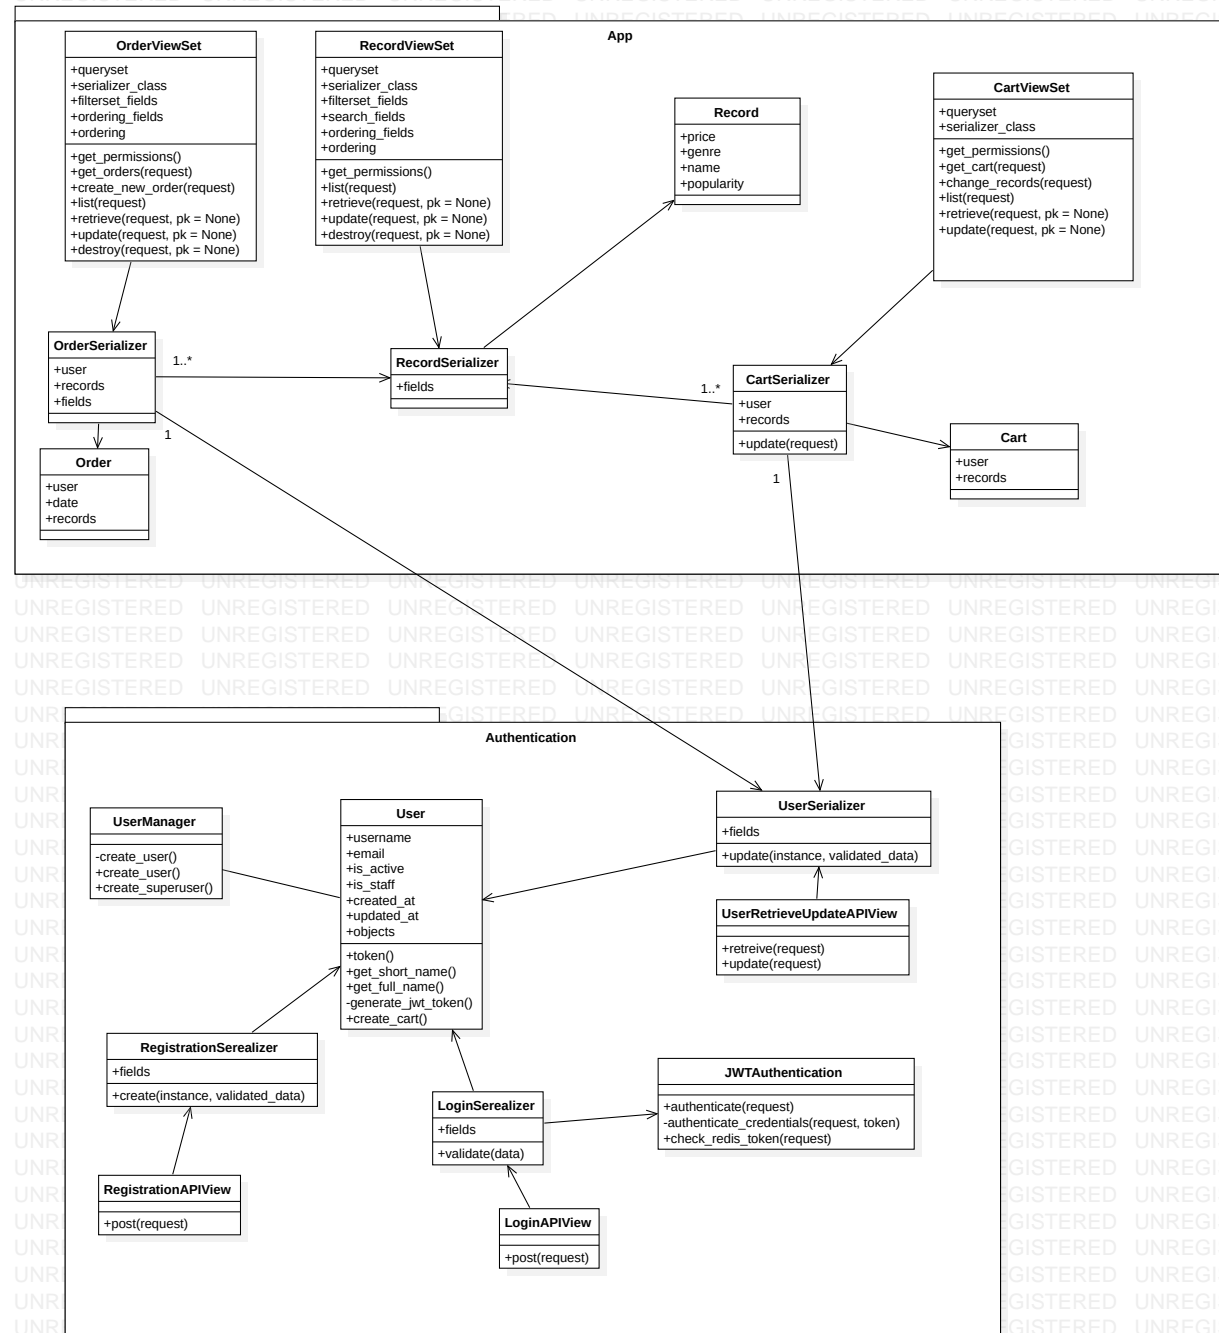 App
OrderViewSet
+queryset
+serializer_class
+filterset_fields
+ordering_fields
+ordering
+get_permissions()
+get_orders(request)
+create_new_order(request)
+list(request)
+retrieve(request, pk = None)
+update(request, pk = None)
+destroy(request, pk = None)
RecordViewSet
+queryset
+serializer_class
+filterset_fields
+search_fields
+ordering_fields
+ordering
+get_permissions()
+list(request)
+retrieve(request, pk = None)
+update(request, pk = None)
+destroy(request, pk = None)
Record
+price
+genre
+name
+popularity
CartViewSet
+queryset
+serializer_class
+get_permissions()
+get_cart(request)
+change_records(request)
+list(request)
+retrieve(request, pk = None)
+update(request, pk = None)
OrderSerializer
+user
+records
+fields
1..*
1
RecordSerializer
+fields
1..*
CartSerializer
+user
+records
+update(request)
1
Cart
+user
+records
Order
+user
+date
+records
UNREGISTERED UNREGISTERED UNREGISTERED UNREGISTERED UNREGISTERED UNREGISTERED UNREGI
UNREGISTERED UNREGISTERED UNREGISTERED UNREGISTERED UNREGISTERED UNREGISTERED UNREGI
UNREGISTERED UNREGISTERED UNREGISTERED UNREGISTERED UNREGISTERED UNREGISTERED UNREGI
UNREGISTERED UNREGISTERED UNREGISTERED UNREGISTERED UNREGISTERED UNREGISTERED UNREGI
UNREGISTERED UNREGISTERED UNREGISTERED UNREGISTERED UNREGISTERED UNREGISTERED UNREGI
Authentication
UserManager
-create_user()
+create_user()
+create_superuser()
User
+username
+email
+is_active
+is_staff
+created_at
+updated_at
+objects
+token()
+get_short_name()
+get_full_name()
-generate_jwt_token()
+create_cart()
UserSerializer
+fields
+update(instance, validated_data)
UserRetrieveUpdateAPIView
+retreive(request)
+update(request)
RegistrationSerealizer
+fields
+create(instance, validated_data)
LoginSerealizer
+fields
+validate(data)
JWTAuthentication
+authenticate(request)
-authenticate_credentials(request, token)
+check_redis_token(request)
RegistrationAPIView
+post(request)
LoginAPIView
+post(request)